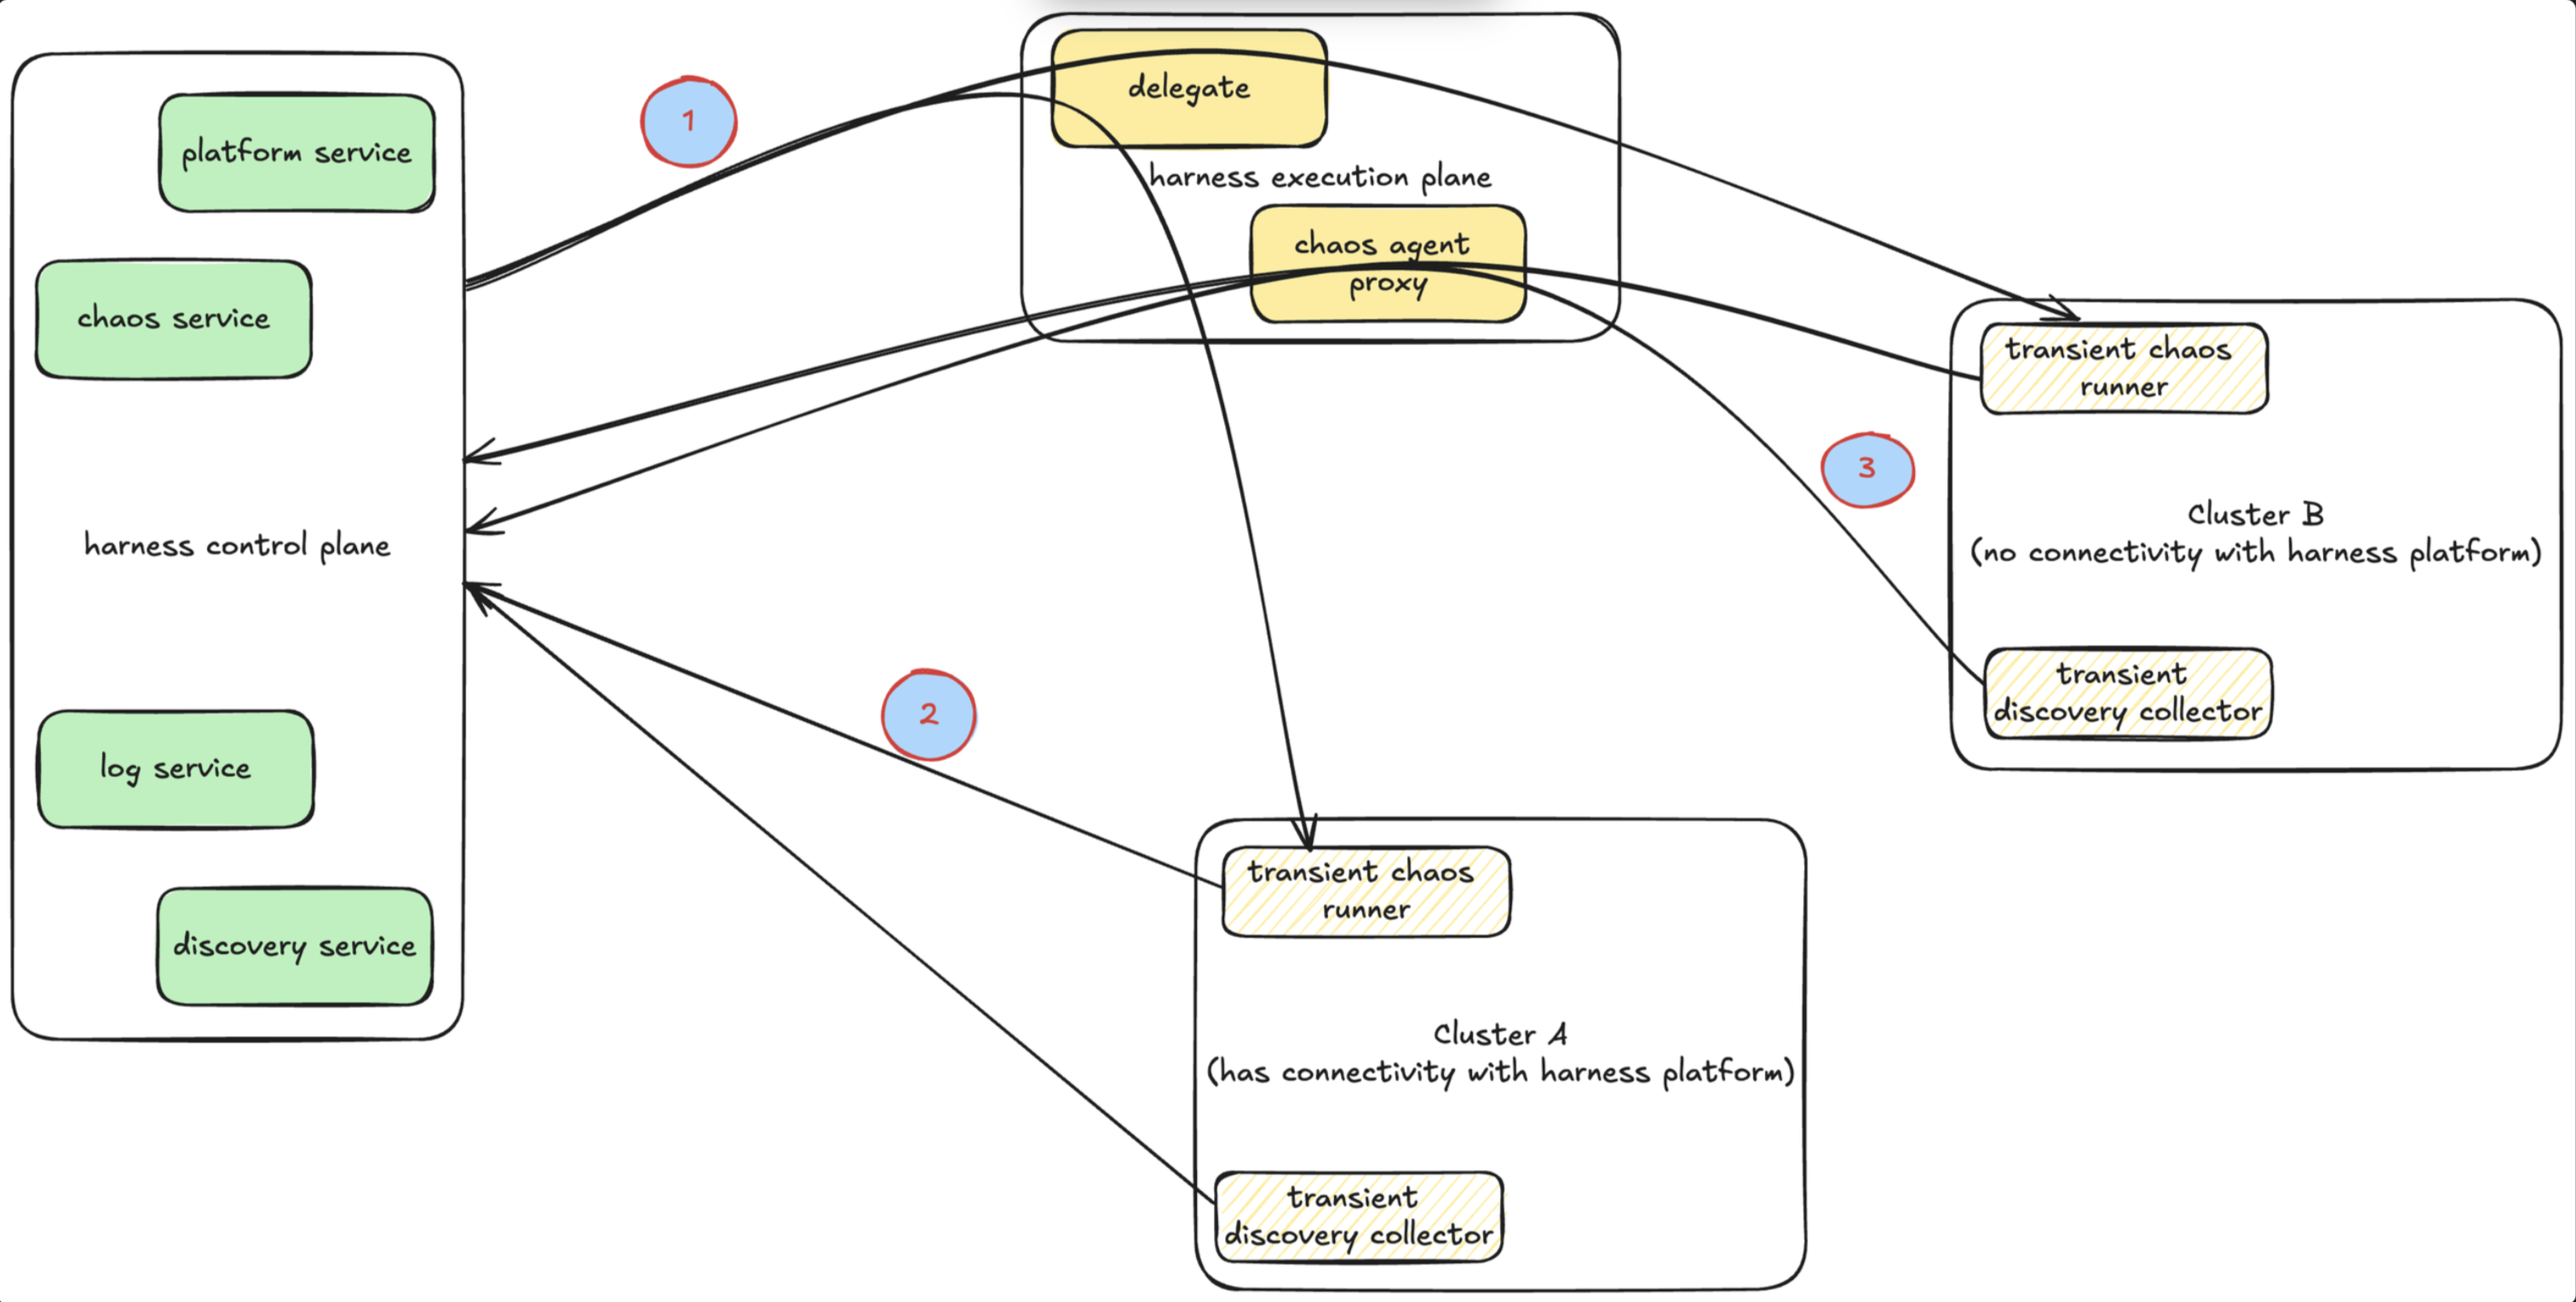 platform service
chaos service
harness control plane
log service
discovery service
1
delegate
harness execution plane
chaos agent
proxy
2
3
transient chaos
runner
Cluster B
(no connectivity with harness platform)
transient
discovery collector
transient chaos
runner
Cluster A
(has connectivity with harness platform)
transient
discovery collector